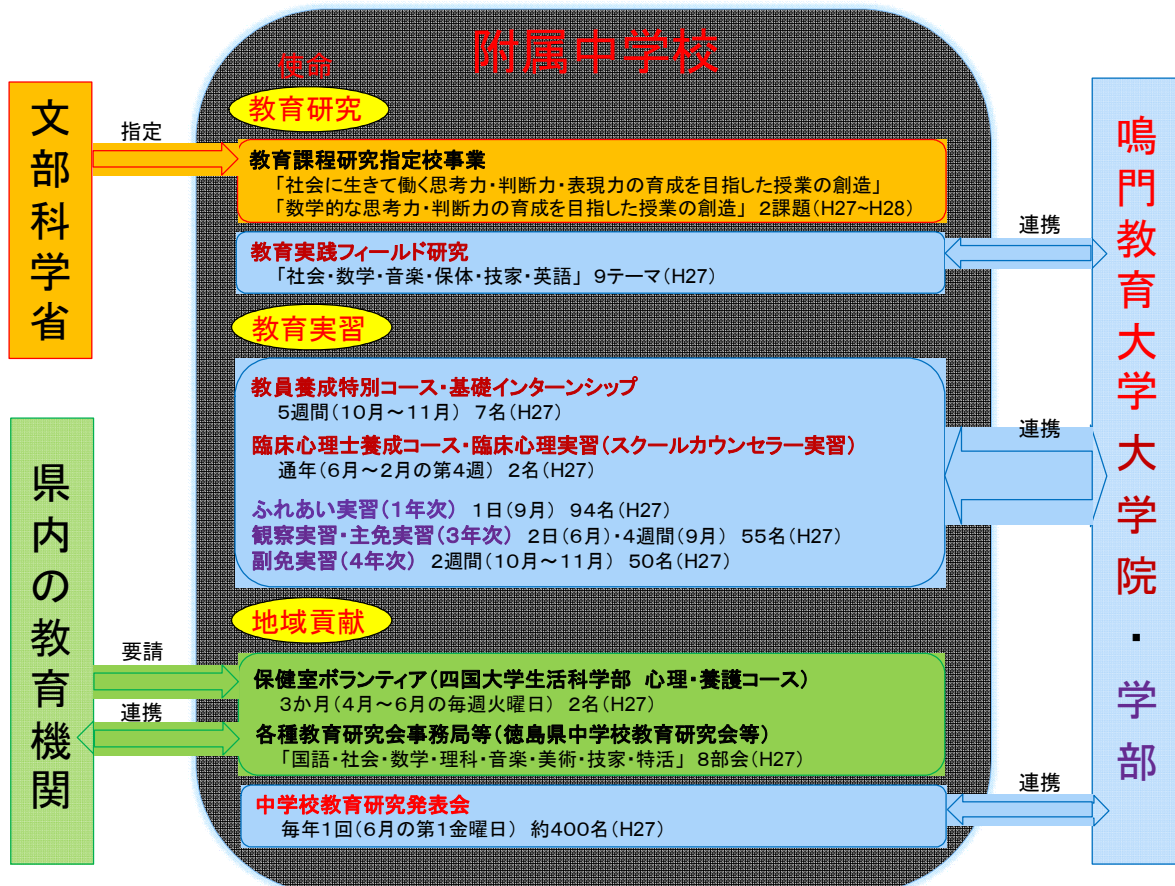 附属中学校
使命
教育研究
文部科学省
指定
教育課程研究指定校事業
「社会に生きて働く思考力・判断力・表現力の育成を目指した授業の創造」
「数学的な思考力・判断力の育成を目指した授業の創造」 2課題(H27~H28)
教育実践フィールド研究
「社会・数学・音楽・保体・技家・英語」 9テーマ(H27)
連携
鳴門教育大学大学院・学部
教育実習
教員養成特別コース・基礎インターンシップ
5週間(10月～11月) 7名(H27)
臨床心理士養成コース・臨床心理実習(スクールカウンセラー実習)
通年(6月～2月の第4週) 2名(H27)
ふれあい実習(1年次) 1日(9月) 94名(H27)
観察実習・主免実習(3年次) 2日(6月)・4週間(9月) 55名(H27)
副免実習(4年次) 2週間(10月～11月) 50名(H27)
連携
地域貢献
県内の教育機関
要請
連携
保健室ボランティア(四国大学生活科学部 心理・養護コース)
3か月(4月～6月の毎週火曜日) 2名(H27)
各種教育研究会事務局等(徳島県中学校教育研究会等)
「国語・社会・数学・理科・音楽・美術・技家・特活」 8部会(H27)
中学校教育研究発表会
毎年1回(6月の第1金曜日) 約400名(H27)
連携